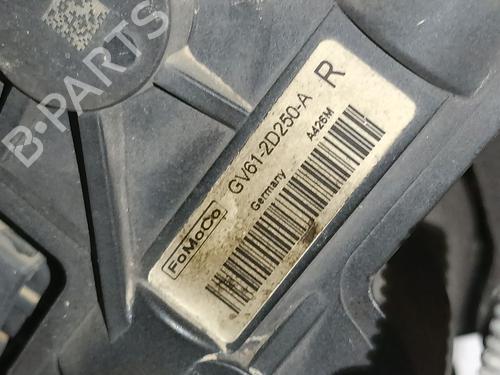 B-PARTS
R
GV61-2D250-A
A426M
Germany
FoMoCo